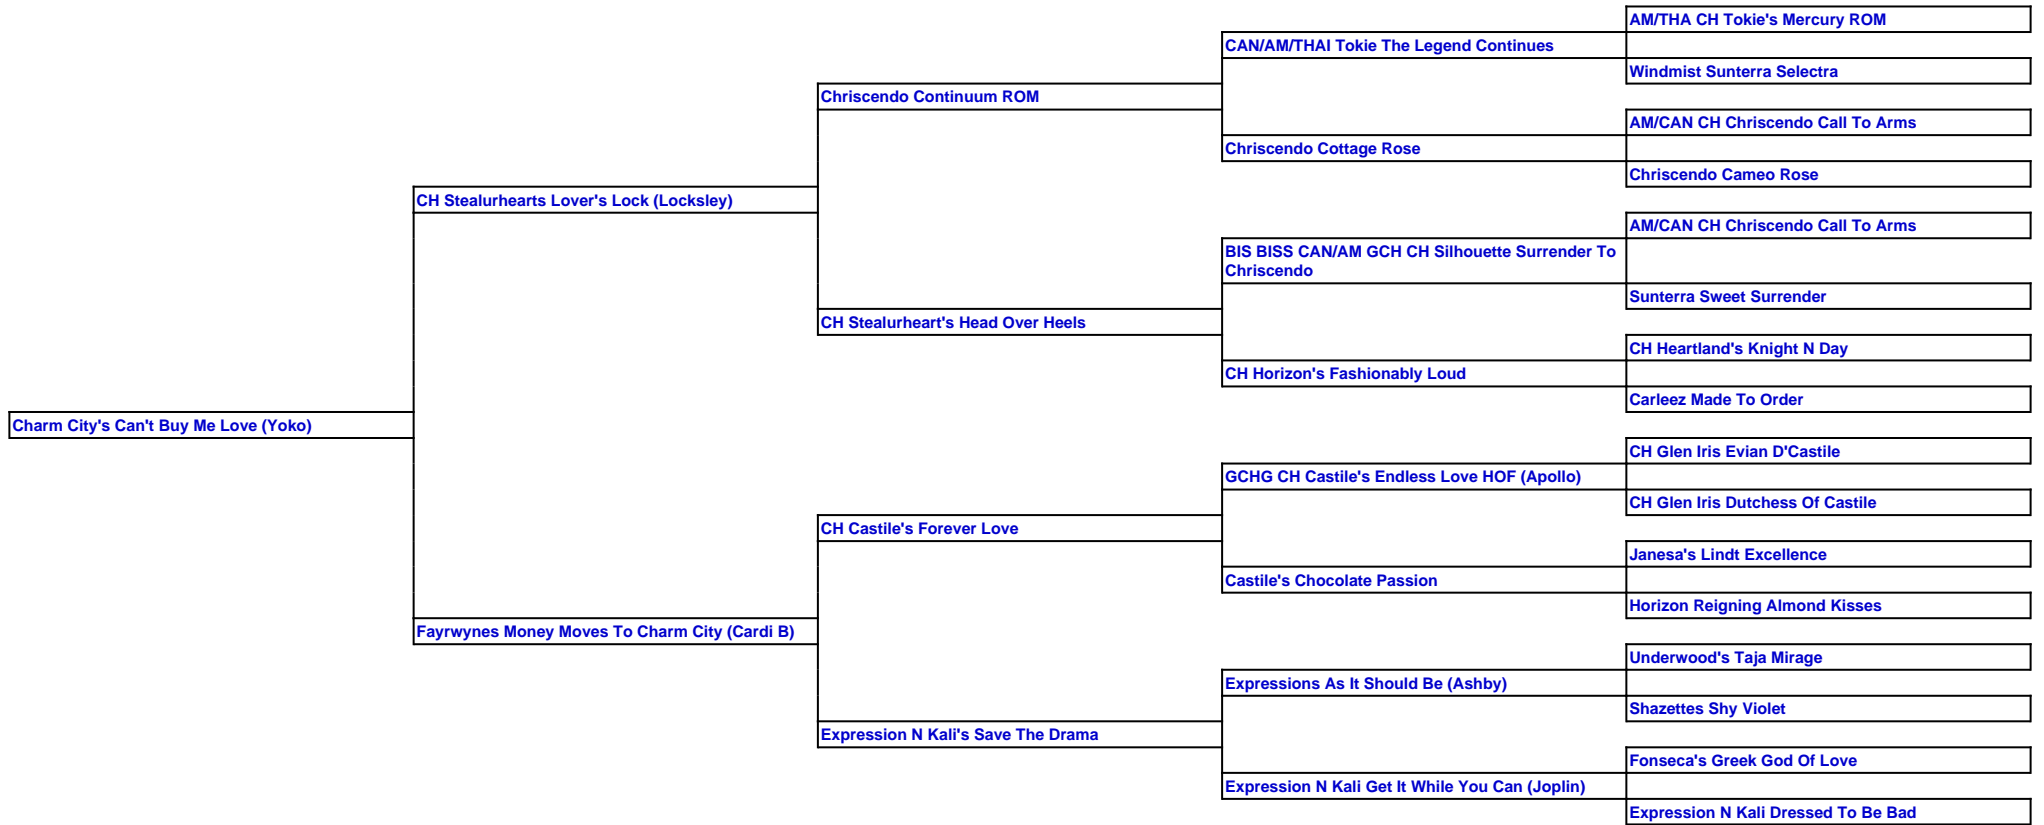 AM/THA CH Tokie's Mercury ROM
CAN/AM/THAI Tokie The Legend Continues
Windmist Sunterra Selectra
Chriscendo Continuum ROM
AM/CAN CH Chriscendo Call To Arms
Chriscendo Cottage Rose
Chriscendo Cameo Rose
CH Stealurhearts Lover's Lock (Locksley)
AM/CAN CH Chriscendo Call To Arms
BIS BISS CAN/AM GCH CH Silhouette Surrender To
Chriscendo
Sunterra Sweet Surrender
CH Stealurheart's Head Over Heels
CH Heartland's Knight N Day
CH Horizon's Fashionably Loud
Carleez Made To Order
Charm City's Can't Buy Me Love (Yoko)
CH Glen Iris Evian D'Castile
GCHG CH Castile's Endless Love HOF (Apollo)
CH Glen Iris Dutchess Of Castile
CH Castile's Forever Love
Janesa's Lindt Excellence
Castile's Chocolate Passion
Horizon Reigning Almond Kisses
Fayrwynes Money Moves To Charm City (Cardi B)
Underwood's Taja Mirage
Expressions As It Should Be (Ashby)
Shazettes Shy Violet
Expression N Kali's Save The Drama
Fonseca's Greek God Of Love
Expression N Kali Get It While You Can (Joplin)
Expression N Kali Dressed To Be Bad